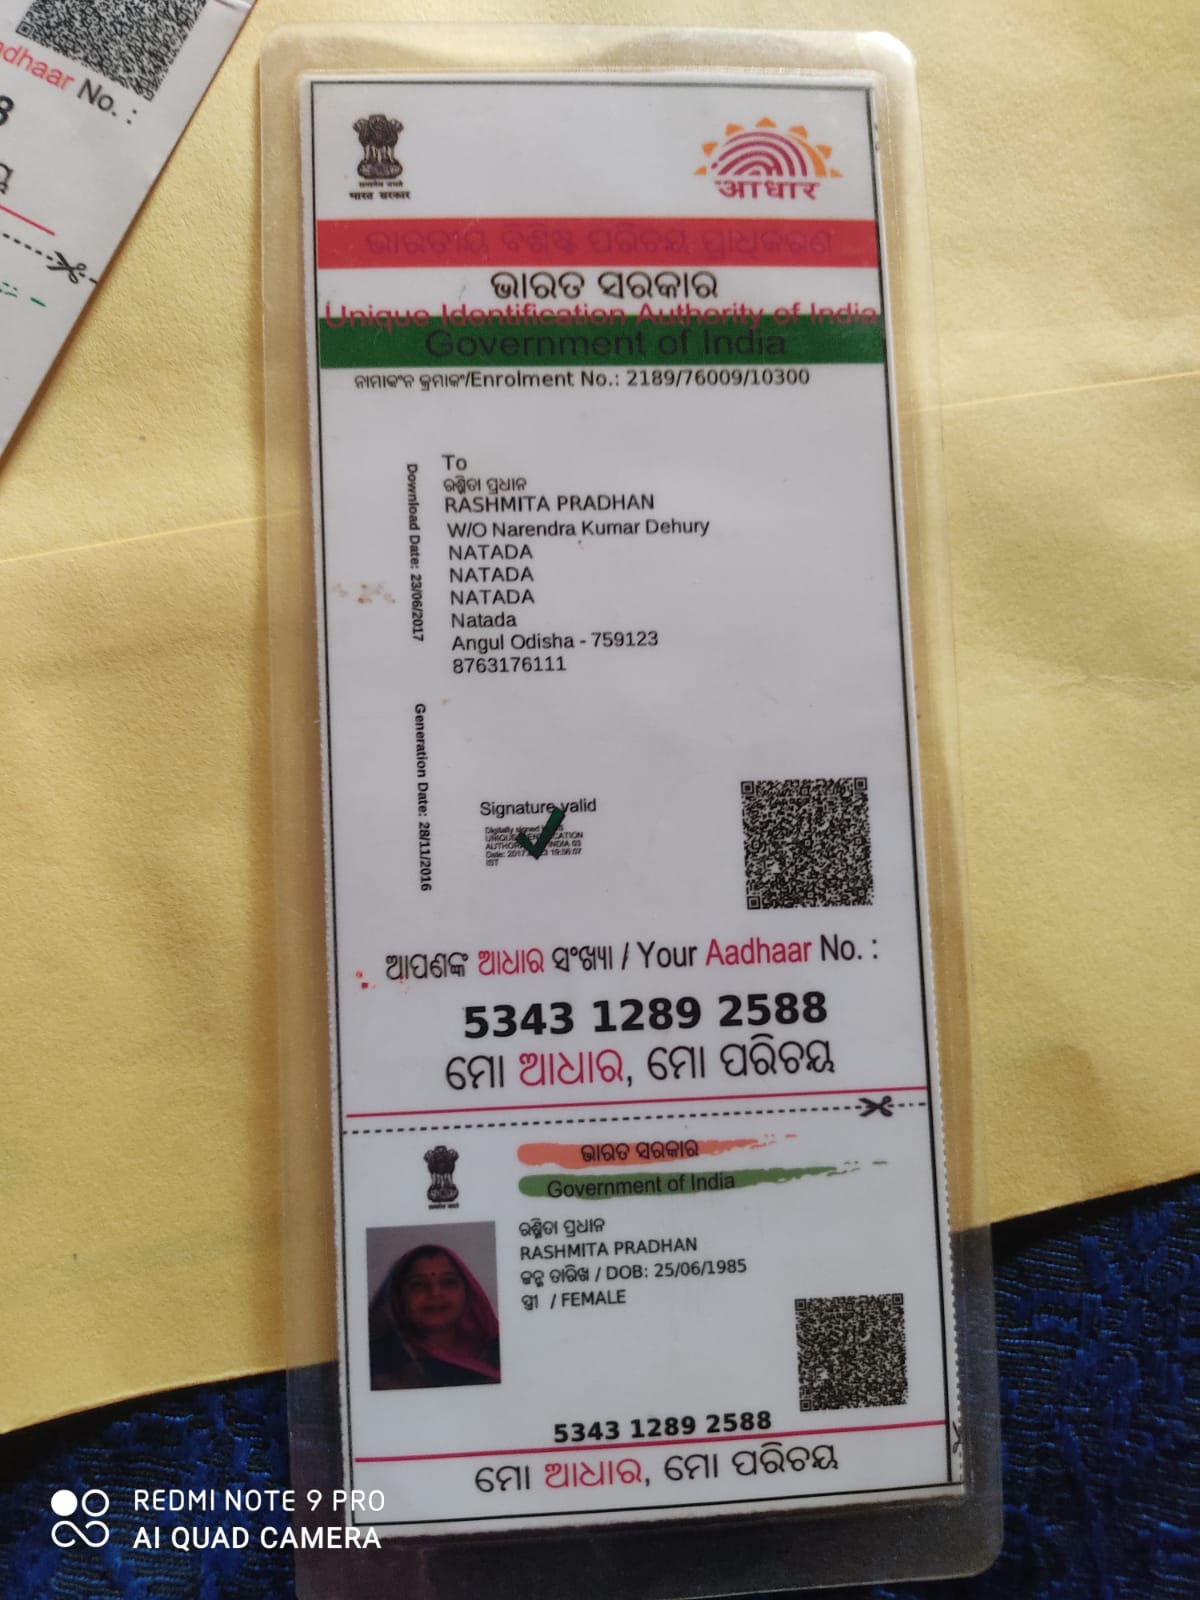 adhaar No. :
भारत सरकार
आधार
ଭାରତୀୟ ବିଶିଷ୍ଟ ପରିଚୟ ପ୍ରାଧିକରଣ
ଭାରତ ସରକାର
Unique Identification Authority of India
Government of India
ନାମାକଂନ କ୍ରମାକଂ/Enrolment No.: 2189/76009/10300
To
ରଶ୍ମିତା ପ୍ରଧାନ
RASHMITA PRADHAN
W/O Narendra Kumar Dehury
NATADA
NATADA
NATADA
Natada
Angul Odisha - 759123
8763176111
Download Date: 23/06/2017
Generation Date: 28/11/2016
Signature valid
ଆପଣଙ୍କ ଆଧାର ସଂଖ୍ୟା / Your Aadhaar No. :
5343 1289 2588
ମୋ ଆଧାର, ମୋ ପରିଚୟ
ଭାରତ ସରକାର
Government of India
ରଶ୍ମିତା ପ୍ରଧାନ
RASHMITA PRADHAN
ଜନ୍ମ ତାରିଖ / DOB: 25/06/1985
ସ୍ତ୍ରୀ / FEMALE
5343 1289 2588
ମୋ ଆଧାର, ମୋ ପରିଚୟ
REDMI NOTE 9 PRO
AI QUAD CAMERA